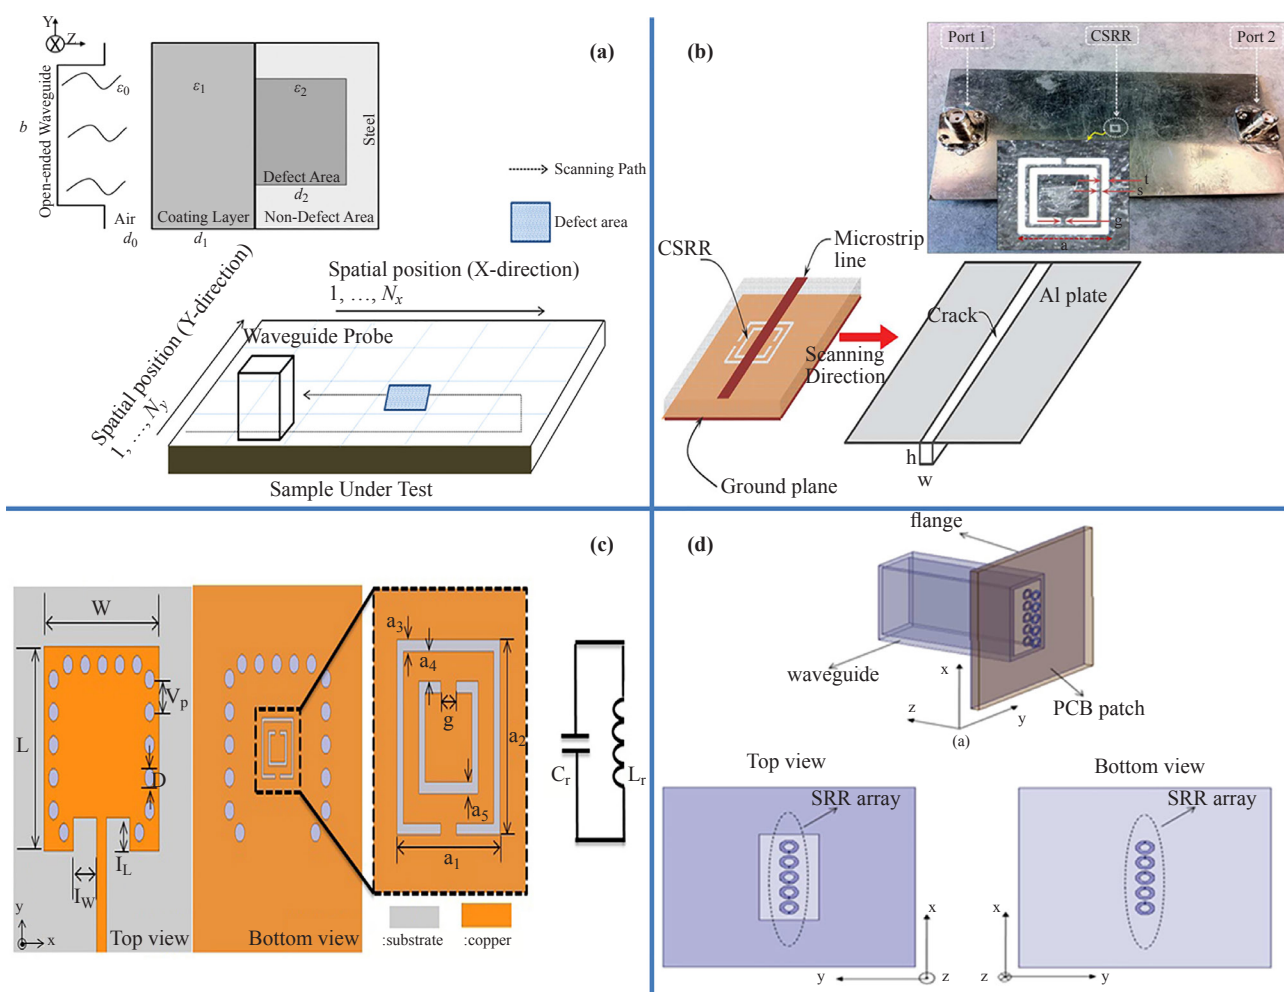 (a)
Y
Z
X
Open-ended Waveguide
b
ε0
ε1
ε2
Steel
Defect Area
d2
Air
Coating Layer
Non-Defect Area
d0
d1
Scanning Path
Defect area
Spatial position (X-direction)
1, ..., Nx
Spatial position (Y-direction)
1, ..., Ny
Waveguide Probe
Sample Under Test
(b)
Port 1
CSRR
Port 2
t
s
g
a
CSRR
Microstrip
line
Scanning
Direction
Ground plane
Crack
Al plate
h
w
(c)
W
L
Vp
D
IL
IW
y
x
Top view
Bottom view
a3
a4
g
a2
a5
a1
:substrate
:copper
Cr
Lr
(d)
flange
waveguide
x
z
y
PCB patch
(a)
Top view
Bottom view
SRR array
SRR array
x
y
z
x
z
y